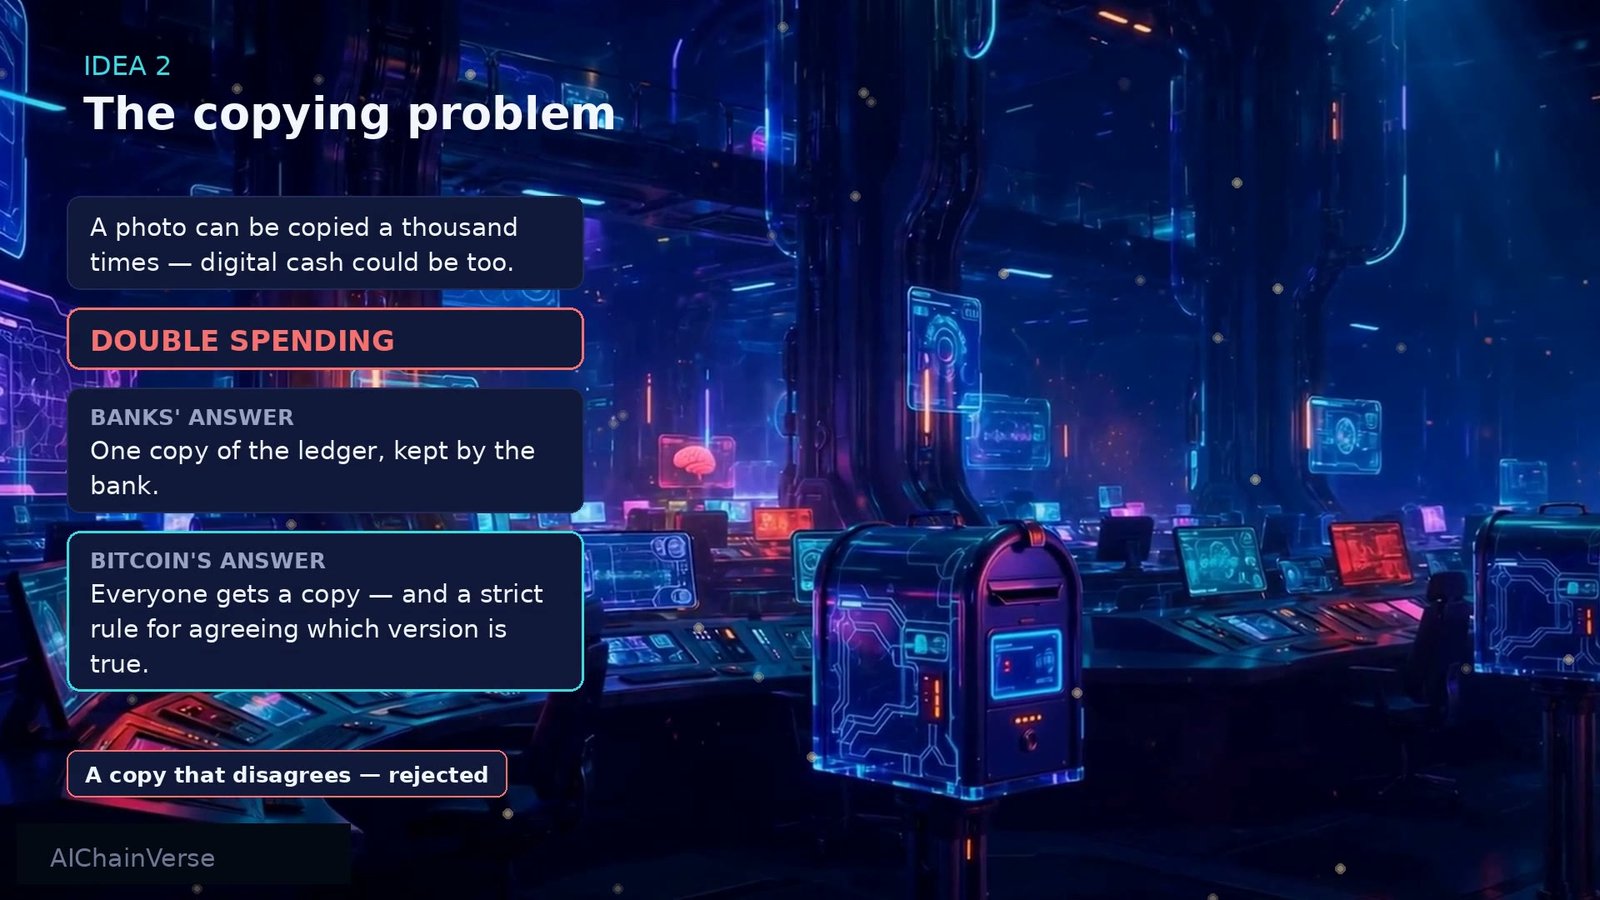 IDEA 2
The copying problem
A photo can be copied a thousand
times — digital cash could be too.
DOUBLE SPENDING
BANKS' ANSWER
One copy of the ledger, kept by the
bank.
BITCOIN'S ANSWER
Everyone gets a copy — and a strict
rule for agreeing which version is
true.
A copy that disagrees — rejected
AIChainVerse